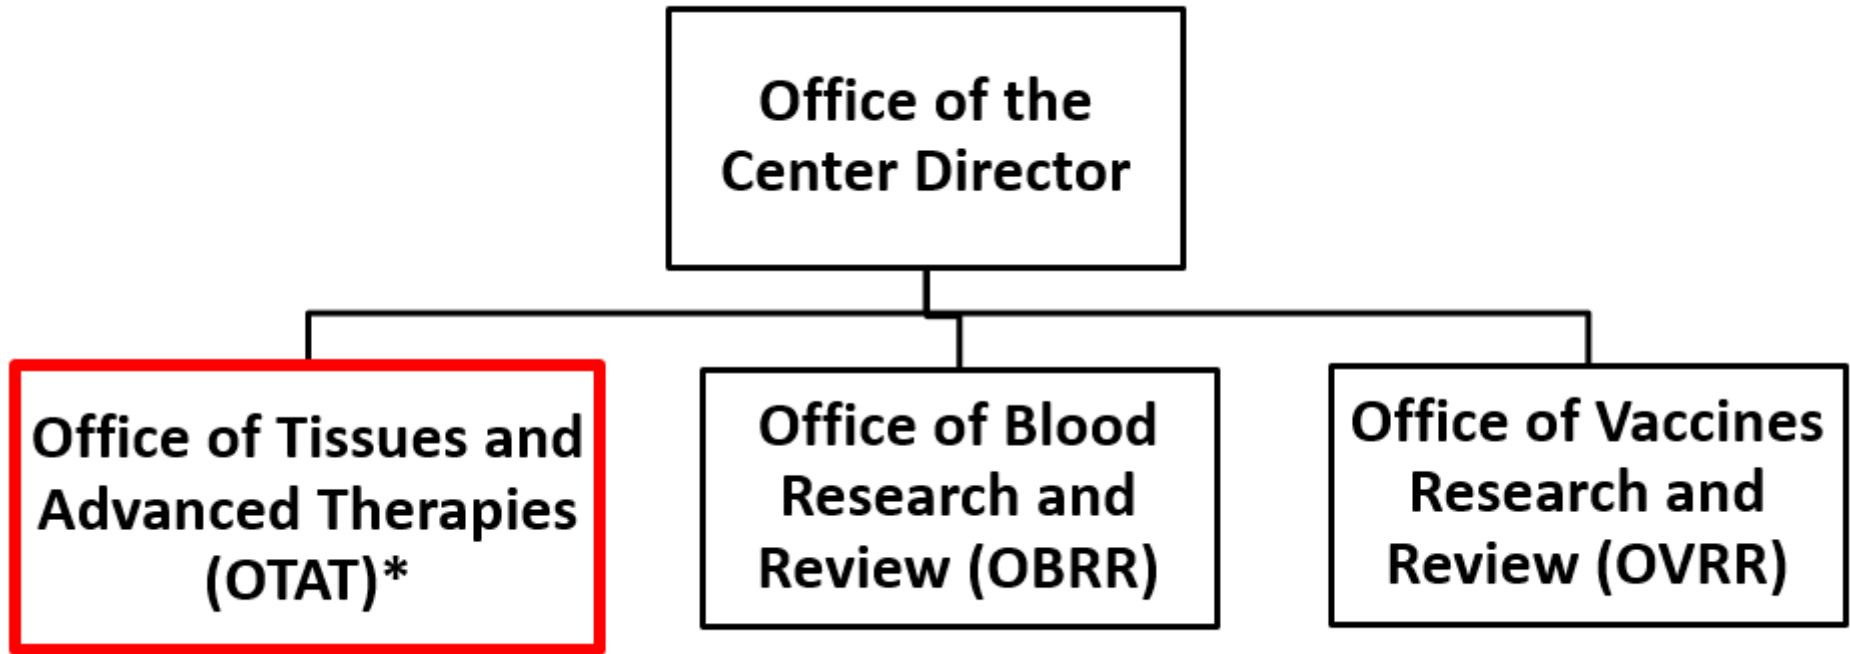 Office of the
Center Director
Office of Tissues and
Advanced Therapies
(OTAT)*
Office of Blood
Research and
Review (OBRR)
Office of Vaccines
Research and
Review (OVRR)